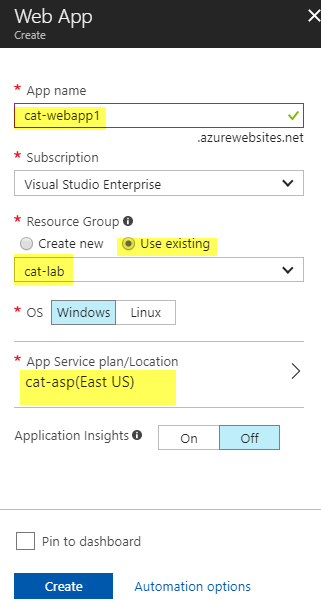 Web App
Create
* App name
cat-webapp1
.azurewebsites.net
* Subscription
Visual Studio Enterprise
* Resource Group
Create new Use existing
cat-lab
* OS Windows Linux
* App Service plan/Location
cat-asp(East US)
Application Insights On Off
Pin to dashboard
Create Automation options